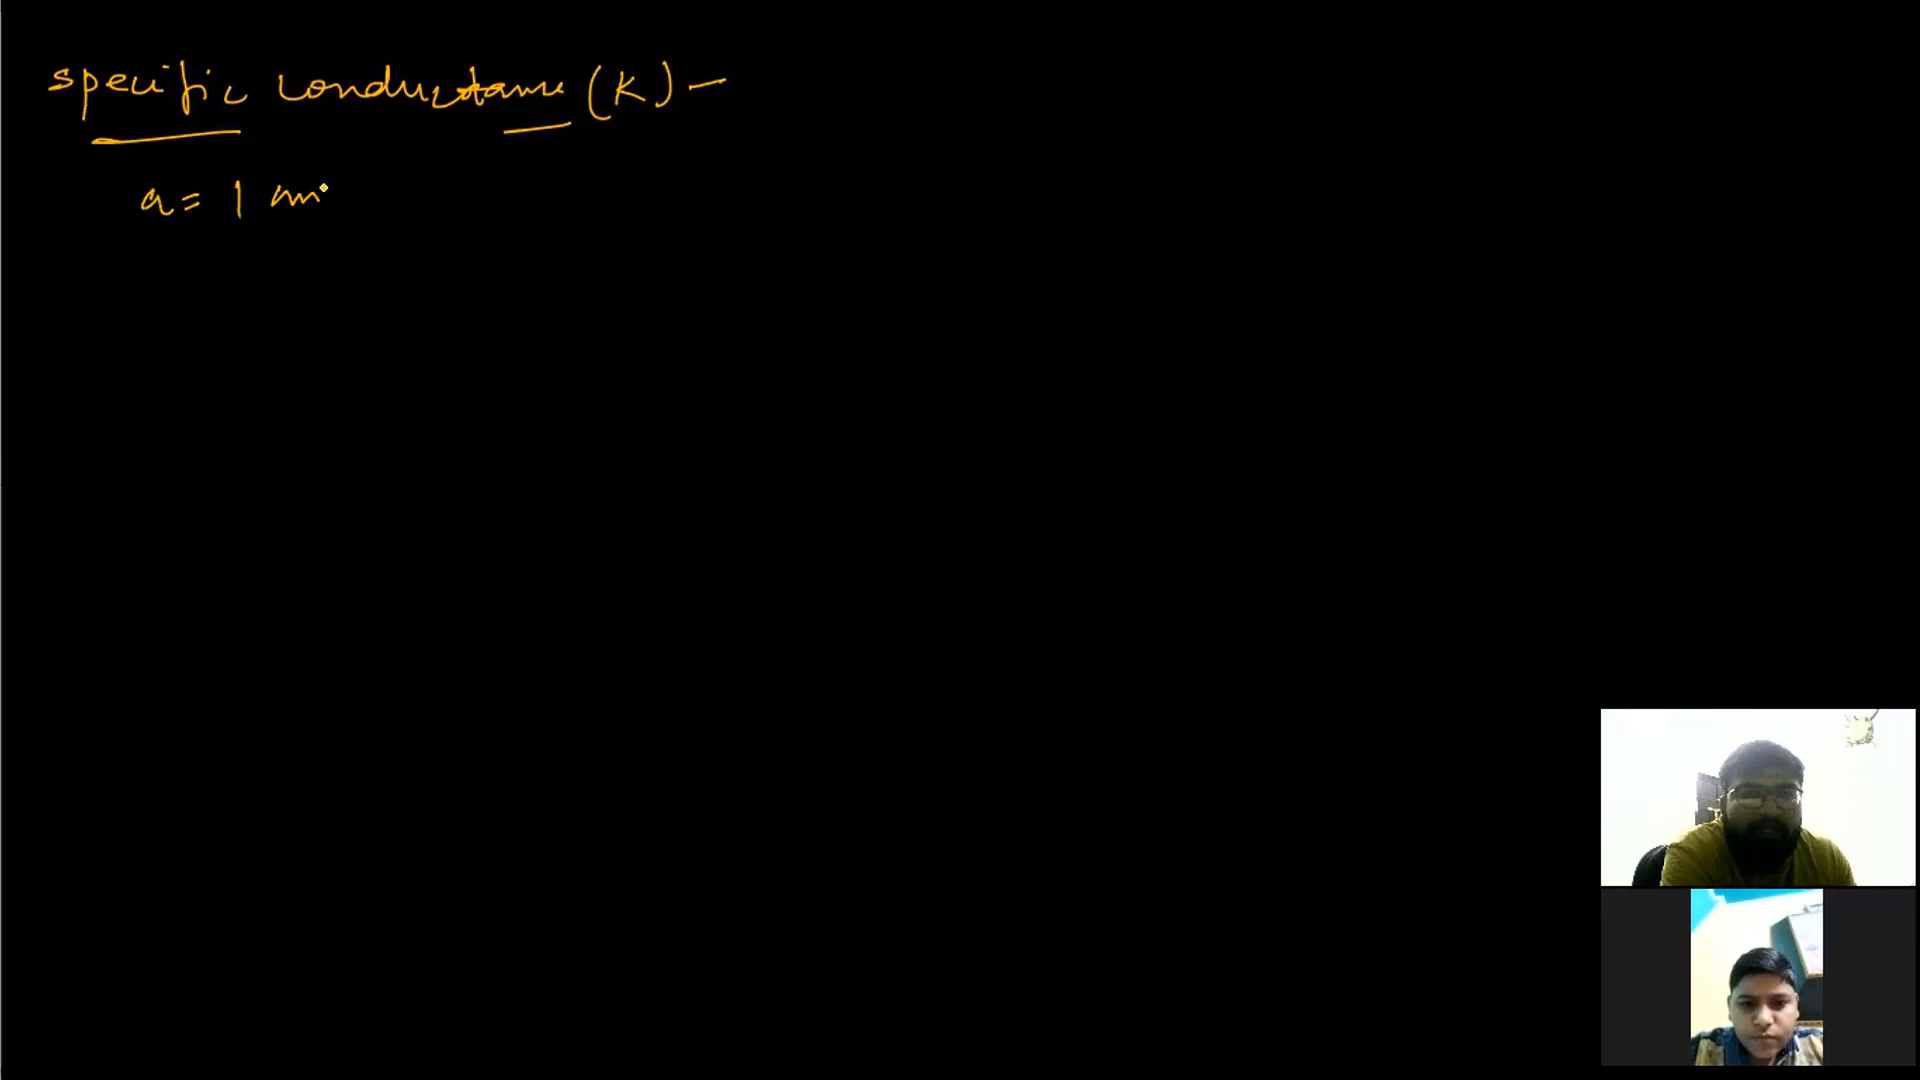 specific conductance (K) –
a = 1 cm